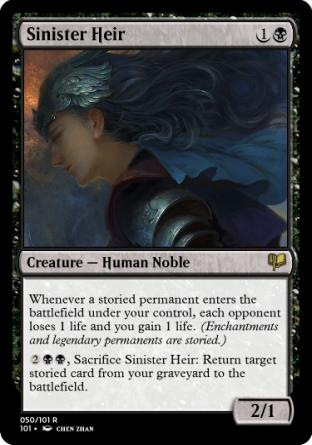 Sinister Heir 1
Creature — Human Noble
Whenever a storied permanent enters the
battlefield under your control, each opponent
loses 1 life and you gain 1 life. (Enchantments
and legendary permanents are storied.)
2, Sacrifice Sinister Heir: Return target
storied card from your graveyard to the
battlefield.
2/1
050/101 R
101 • CHEN ZHAN